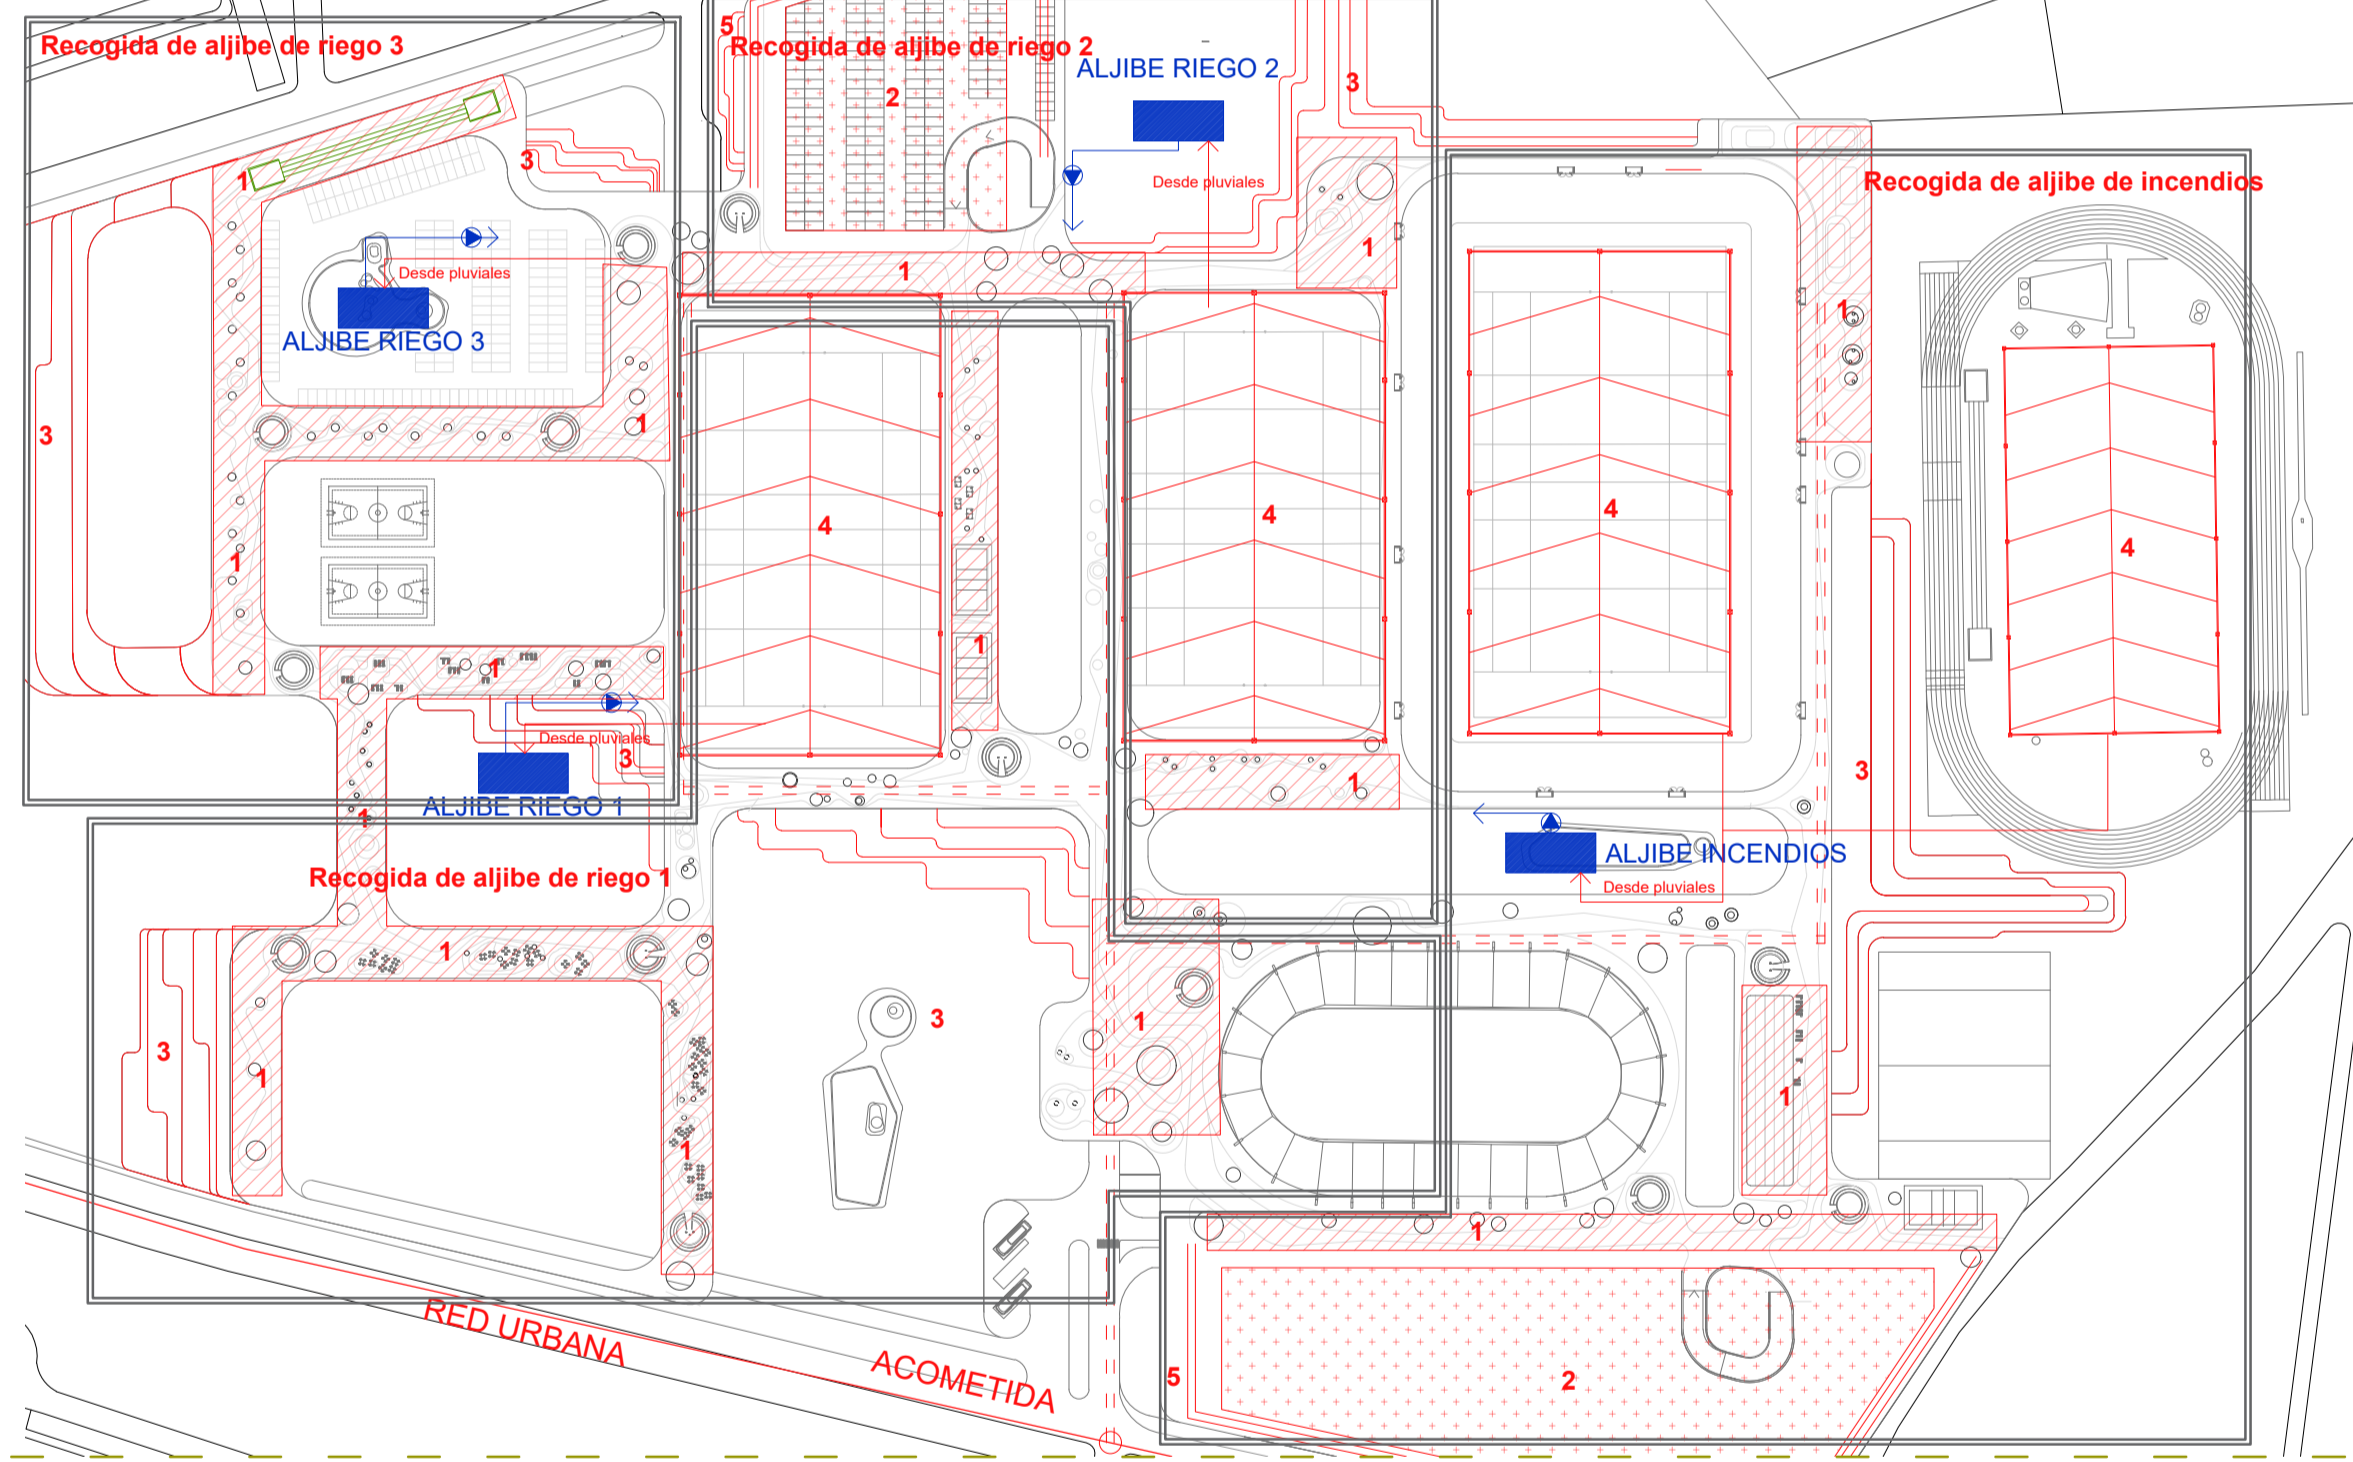 5
Recogida de aljibe de riego 3
Recogida de aljibe de riego 2
ALJIBE RIEGO 2
3
2
3
1
Desde pluviales
Recogida de aljibe de incendios
1
1
Desde pluviales
1
ALJIBE RIEGO 3
1
3
4
4
4
4
1
1
1
Desde pluviales
3
1
3
ALJIBE RIEGO 1
1
ALJIBE INCENDIOS
Recogida de aljibe de riego 1
Desde pluviales
1
3
1
3
1
1
1
1
RED URBANA
ACOMETIDA
5
2